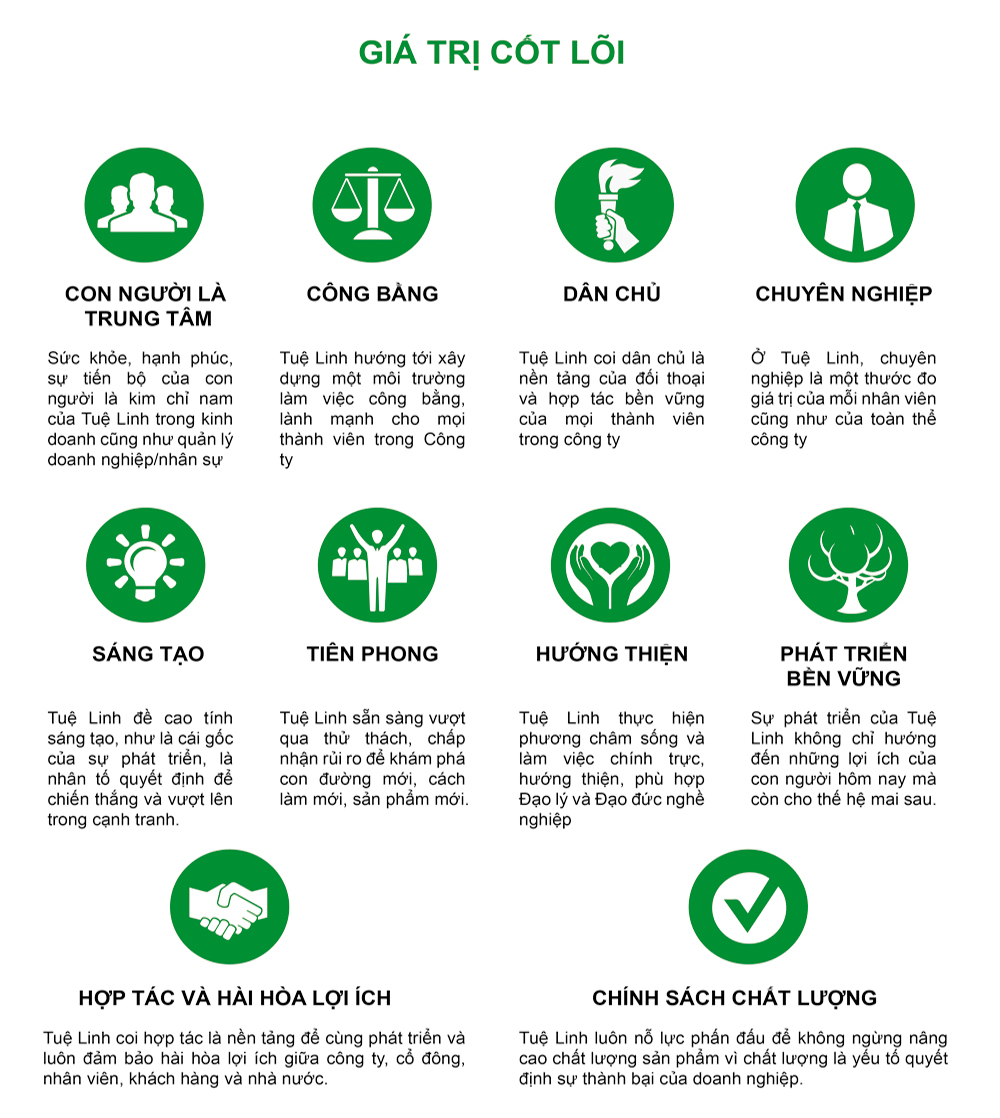 GIÁ TRỊ CỐT LÕI
CON NGƯỜI LÀ
TRUNG TÂM
Sức khỏe, hạnh phúc,
sự tiến bộ của con
người là kim chỉ nam
của Tuệ Linh trong kinh
doanh cũng như quản lý
doanh nghiệp/nhân sự
CÔNG BẰNG
Tuệ Linh hướng tới xây
dựng một môi trường
làm việc công bằng,
lành mạnh cho mọi
thành viên trong Công
ty
DÂN CHỦ
Tuệ Linh coi dân chủ là
nền tảng của đối thoại
và hợp tác bền vững
của mọi thành viên
trong công ty
CHUYÊN NGHIỆP
Ở Tuệ Linh, chuyên
nghiệp là một thước đo
giá trị của mỗi nhân viên
cũng như của toàn thể
công ty
SÁNG TẠO
Tuệ Linh đề cao tính
sáng tạo, như là cái gốc
của sự phát triển, là
nhân tố quyết định để
chiến thắng và vượt lên
trong cạnh tranh.
TIÊN PHONG
Tuệ Linh sẵn sàng vượt
qua thử thách, chấp
nhận rủi ro để khám phá
con đường mới, cách
làm mới, sản phẩm mới.
HƯỚNG THIỆN
Tuệ Linh thực hiện
phương châm sống và
làm việc chính trực,
hướng thiện, phù hợp
Đạo lý và Đạo đức nghề
nghiệp
PHÁT TRIỂN
BỀN VỮNG
Sự phát triển của Tuệ
Linh không chỉ hướng
đến những lợi ích của
con người hôm nay mà
còn cho thế hệ mai sau.
HỢP TÁC VÀ HÀI HÒA LỢI ÍCH
Tuệ Linh coi hợp tác là nền tảng để cùng phát triển và
luôn đảm bảo hài hòa lợi ích giữa công ty, cổ đông,
nhân viên, khách hàng và nhà nước.
CHÍNH SÁCH CHẤT LƯỢNG
Tuệ Linh luôn nỗ lực phấn đấu để không ngừng nâng
cao chất lượng sản phẩm vì chất lượng là yếu tố quyết
định sự thành bại của doanh nghiệp.